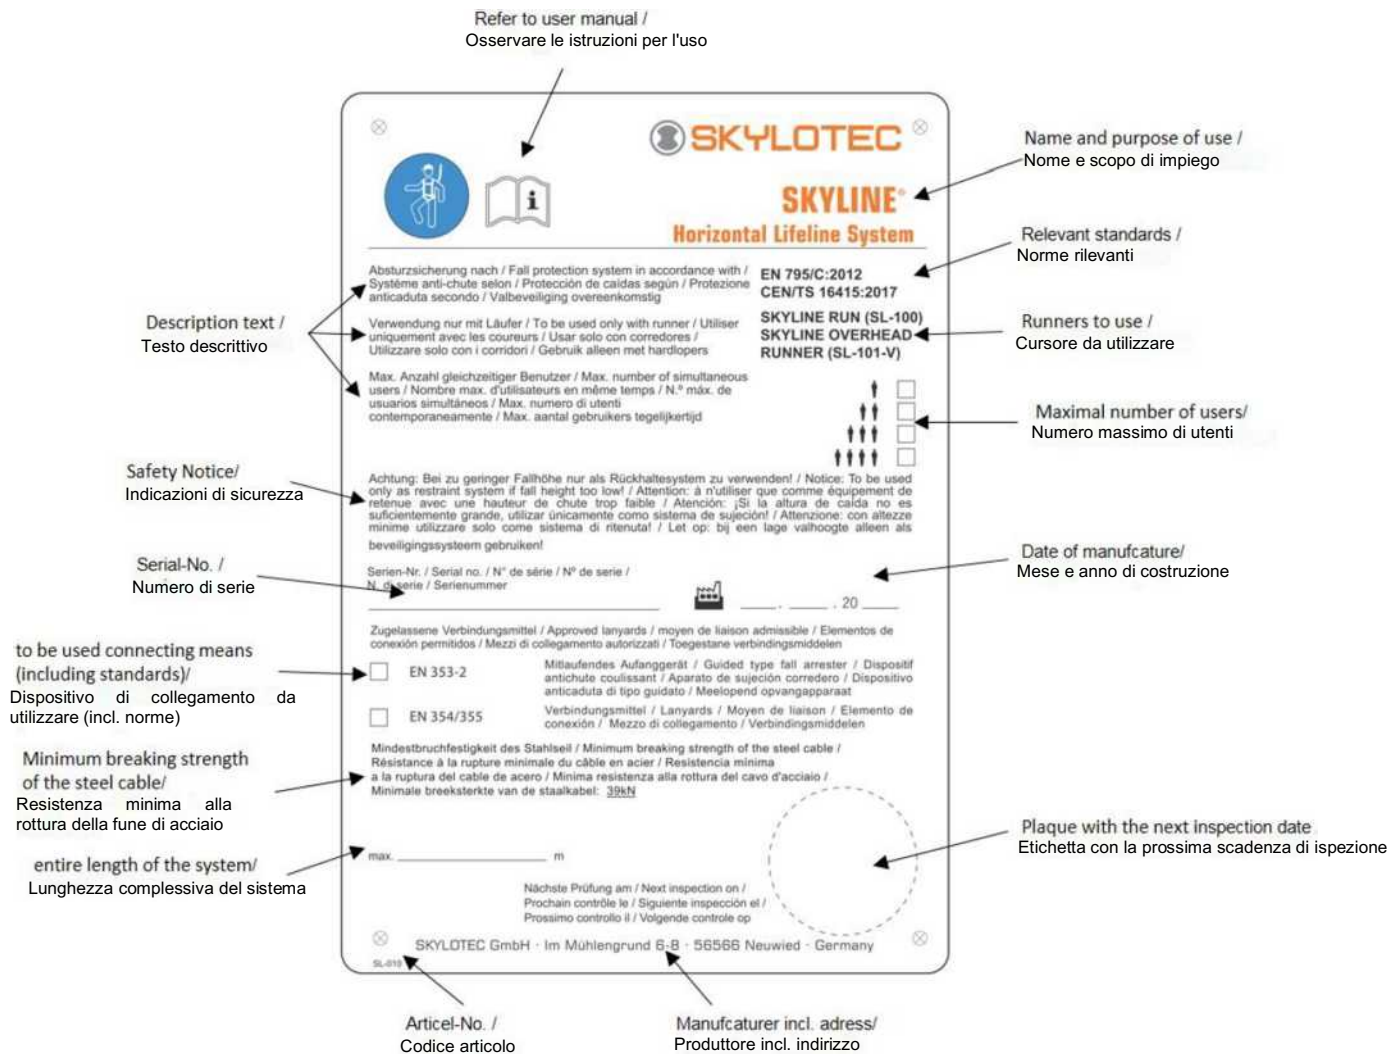 Refer to user manual /
Osservare le istruzioni per l'uso
SKYLOTEC
Name and purpose of use /
Nome e scopo di impiego
i
SKYLINE®
Horizontal Lifeline System
Relevant standards /
Norme rilevanti
Absturzsicherung nach / Fall protection system in accordance with /
Système anti-chute selon / Protección de caídas según / Protezione
anticaduta secondo / Valbeveiliging overeenkomstig
EN 795/C:2012
CEN/TS 16415:2017
Description text /
Testo descrittivo
Verwendung nur mit Läufer / To be used only with runner / Utiliser
uniquement avec les coureurs / Usar solo con corredores /
Utilizzare solo con i corridori / Gebruik alleen met hardlopers
SKYLINE RUN (SL-100)
SKYLINE OVERHEAD
RUNNER (SL-101-V)
Runners to use /
Cursore da utilizzare
Max. Anzahl gleichzeitiger Benutzer / Max. number of simultaneous
users / Nombre max. d'utilisateurs en même temps / N.º máx. de
usuarios simultáneos / Max. numero di utenti
contemporaneamente / Max. aantal gebruikers tegelijkertijd
Maximal number of users/
Numero massimo di utenti
Safety Notice/
Indicazioni di sicurezza
Achtung: Bei zu geringer Fallhöhe nur als Rückhaltesystem zu verwenden! / Notice: To be used
only as restraint system if fall height too low! / Attention: à n'utiliser que comme équipement de
retenue avec une hauteur de chute trop faible / Atención: ¡Si la altura de caída no es
suficientemente grande, utilizar únicamente como sistema de sujeción! / Attenzione: con altezze
minime utilizzare solo come sistema di ritenuta! / Let op: bij een lage valhoogte alleen als
beveiligingssysteem gebruiken!
Serial-No. /
Numero di serie
Serien-Nr. / Serial no. / N° de série / Nº de serie /
N. di serie / Serienummer
____ . ____ . 20 ____
Date of manufcature/
Mese e anno di costruzione
Zugelassene Verbindungsmittel / Approved lanyards / moyen de liaison admissible / Elementos de
conexión permitidos / Mezzi di collegamento autorizzati / Toegestane verbindingsmiddelen
to be used connecting means
(including standards)/
Dispositivo di collegamento da
utilizzare (incl. norme)
EN 353-2
Mitlaufendes Auffanggerät / Guided type fall arrester / Dispositif
antichute coulissant / Aparato de sujeción corredero / Dispositivo
anticaduta di tipo guidato / Meelopend opvangapparaat
EN 354/355
Verbindungsmittel / Lanyards / Moyen de liaison / Elemento de
conexión / Mezzo di collegamento / Verbindingsmiddelen
Minimum breaking strength
of the steel cable/
Resistenza minima alla
rottura della fune di acciaio
Mindestbruchfestigkeit des Stahlseil / Minimum breaking strength of the steel cable /
Résistance à la rupture minimale du câble en acier / Resistencia mínima
a la ruptura del cable de acero / Minima resistenza alla rottura del cavo d'acciaio /
Minimale breeksterkte van de staalkabel: 39kN
entire length of the system/
Lunghezza complessiva del sistema
max. ____ m
Plaque with the next inspection date
Etichetta con la prossima scadenza di ispezione
Nächste Prüfung am / Next inspection on /
Prochain contrôle le / Siguiente inspección el /
Prossimo controllo il / Volgende controle op
SKYLOTEC GmbH · Im Mühlengrund 6-8 · 56566 Neuwied · Germany
SL-010
Articel-No. /
Codice articolo
Manufcaturer incl. adress/
Produttore incl. indirizzo